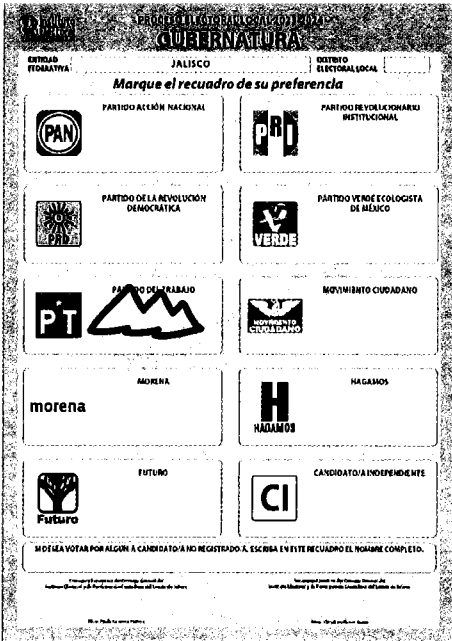 PROCESO ELECTORAL LOCAL 2023-2024
GUBERNATURA
ENTIDAD
FEDERATIVA
JALISCO
DISTRITO
ELECTORAL LOCAL
Marque el recuadro de su preferencia
PAN
PARTIDO ACCIÓN NACIONAL
PRI
PARTIDO REVOLUCIONARIO
INSTITUCIONAL
PRD
PARTIDO DE LA REVOLUCIÓN
DEMOCRÁTICA
VERDE
PARTIDO VERDE ECOLOGISTA
DE MÉXICO
PT
PARTIDO DEL TRABAJO
MOVIMIENTO
CIUDADANO
MOVIMIENTO CIUDADANO
morena
MORENA
H
HAGAMOS
HAGAMOS
Futuro
FUTURO
CI
CANDIDATO/A INDEPENDIENTE
SI DESEA VOTAR POR ALGÚN/A CANDIDATO/A NO REGISTRADO/A, ESCRIBA EN ESTE RECUADRO EL NOMBRE COMPLETO.